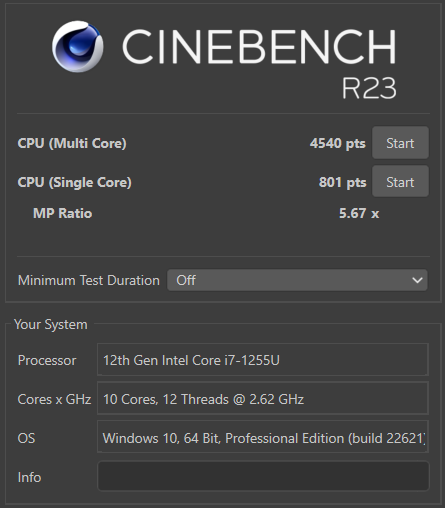 CINEBENCH
R23
CPU (Multi Core) 4540 pts Start
CPU (Single Core) 801 pts Start
MP Ratio 5.67 x
Minimum Test Duration Off
Your System
Processor 12th Gen Intel Core i7-1255U
Cores x GHz 10 Cores, 12 Threads @ 2.62 GHz
OS Windows 10, 64 Bit, Professional Edition (build 22621)
Info